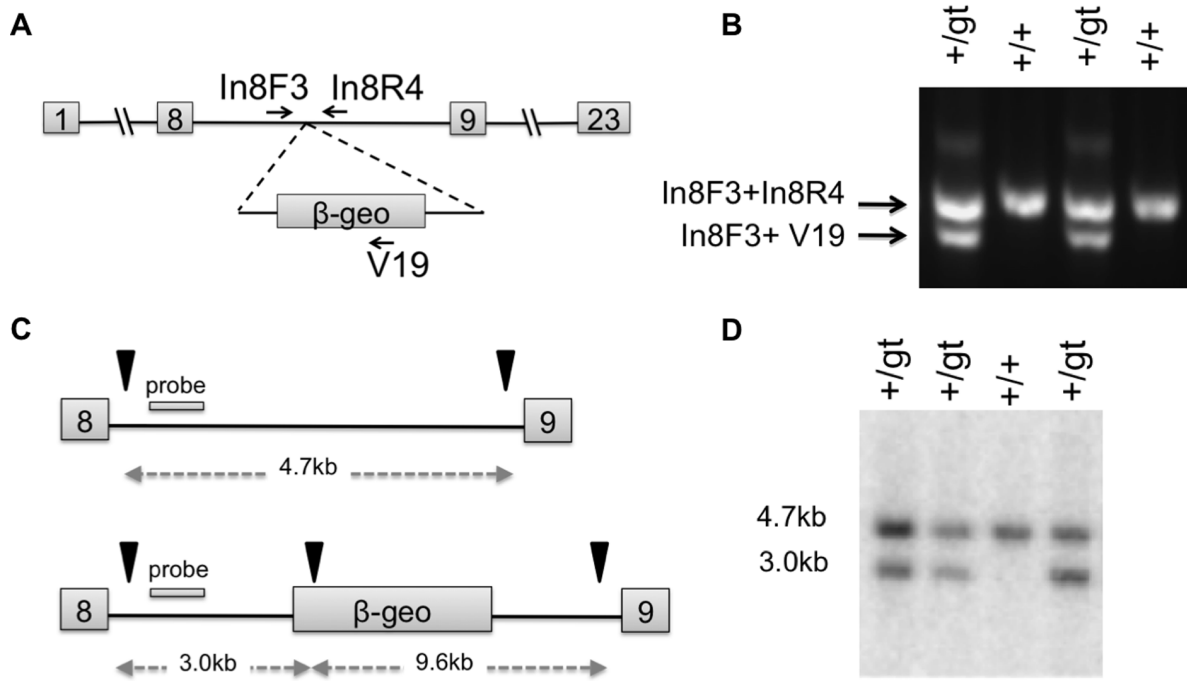 A
In8F3 In8R4
1 8 9 23
β-geo
V19
B
+/gt +/+ +/gt +/+
In8F3+In8R4
In8F3+ V19
C
probe
8 9
4.7kb
probe
8 β-geo 9
3.0kb 9.6kb
D
+/gt +/gt +/+ +/gt
4.7kb
3.0kb